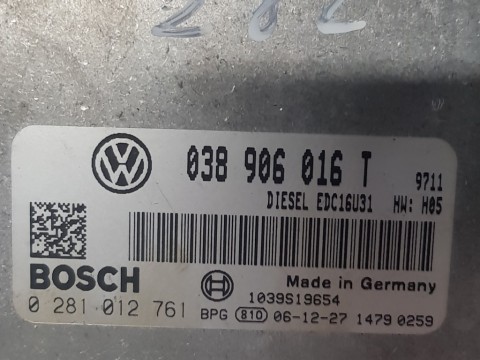 038 906 016 T
9711
DIESEL EDC16U31 HW: H05
BOSCH
Made in Germany
1039S19654
0 281 012 761
BPG 810 06-12-27 1479 0259